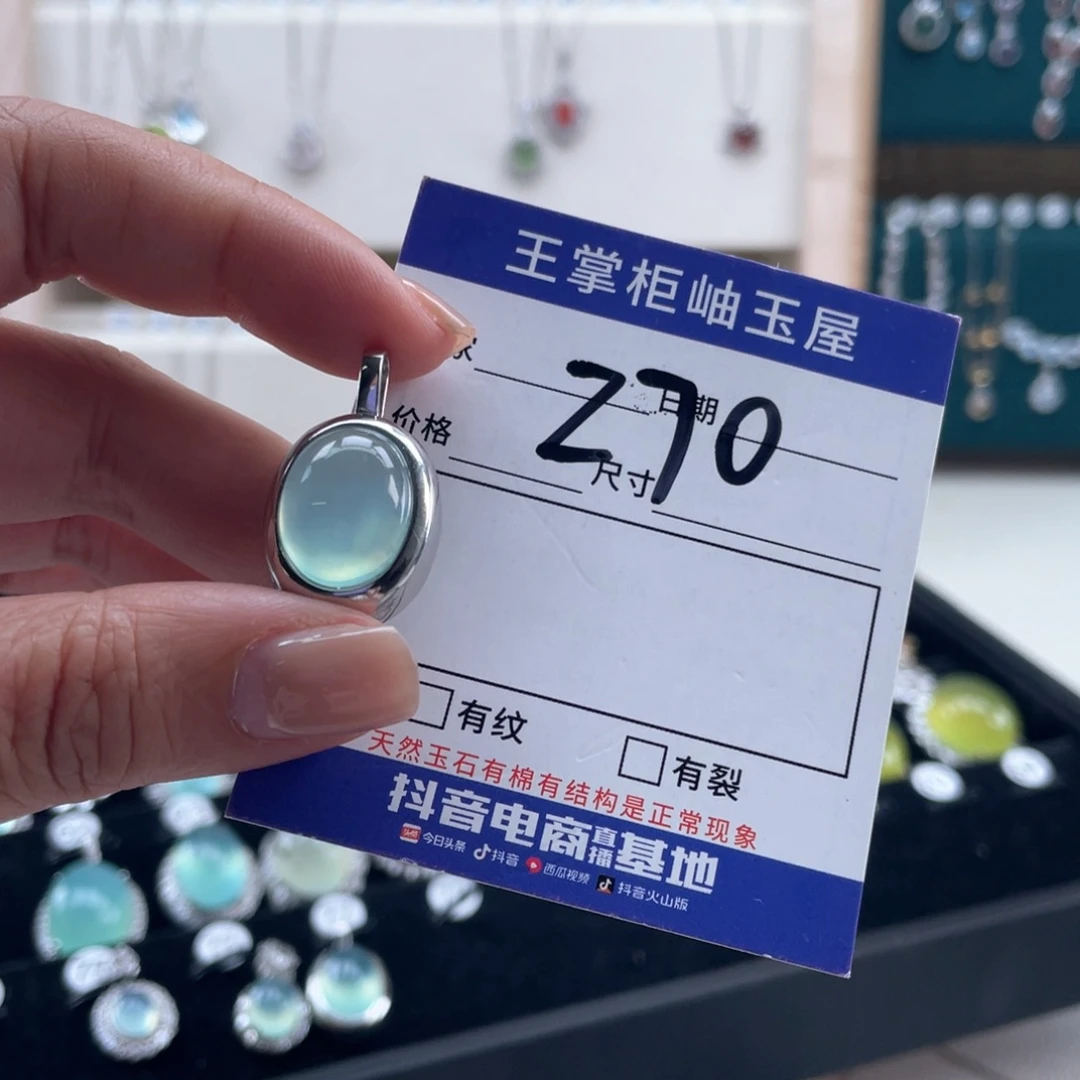 王掌柜岫玉屋
270
日期
价格
尺寸
有纹
有裂
天然玉石有棉有结构是正常现象
抖音电商直播基地
头条 今日头条 抖音 西瓜视频 抖音火山版